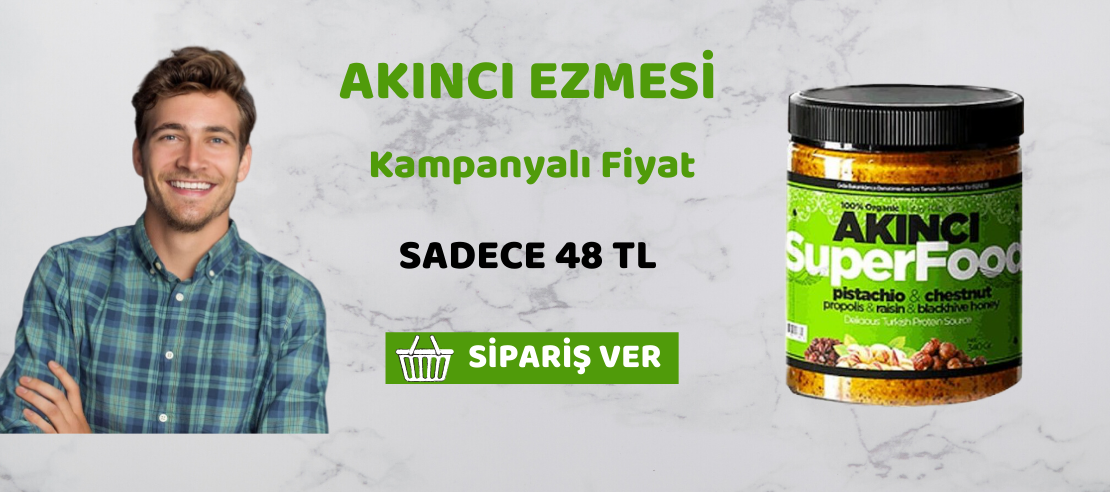 AKINCI EZMESİ
Kampanyalı Fiyat
SADECE 48 TL
SİPARİŞ VER
100% Organic
AKINCI
SuperFood
pistachio & chestnut
propolis & raisin & blackhive honey
Delicious Turkish Protein Source